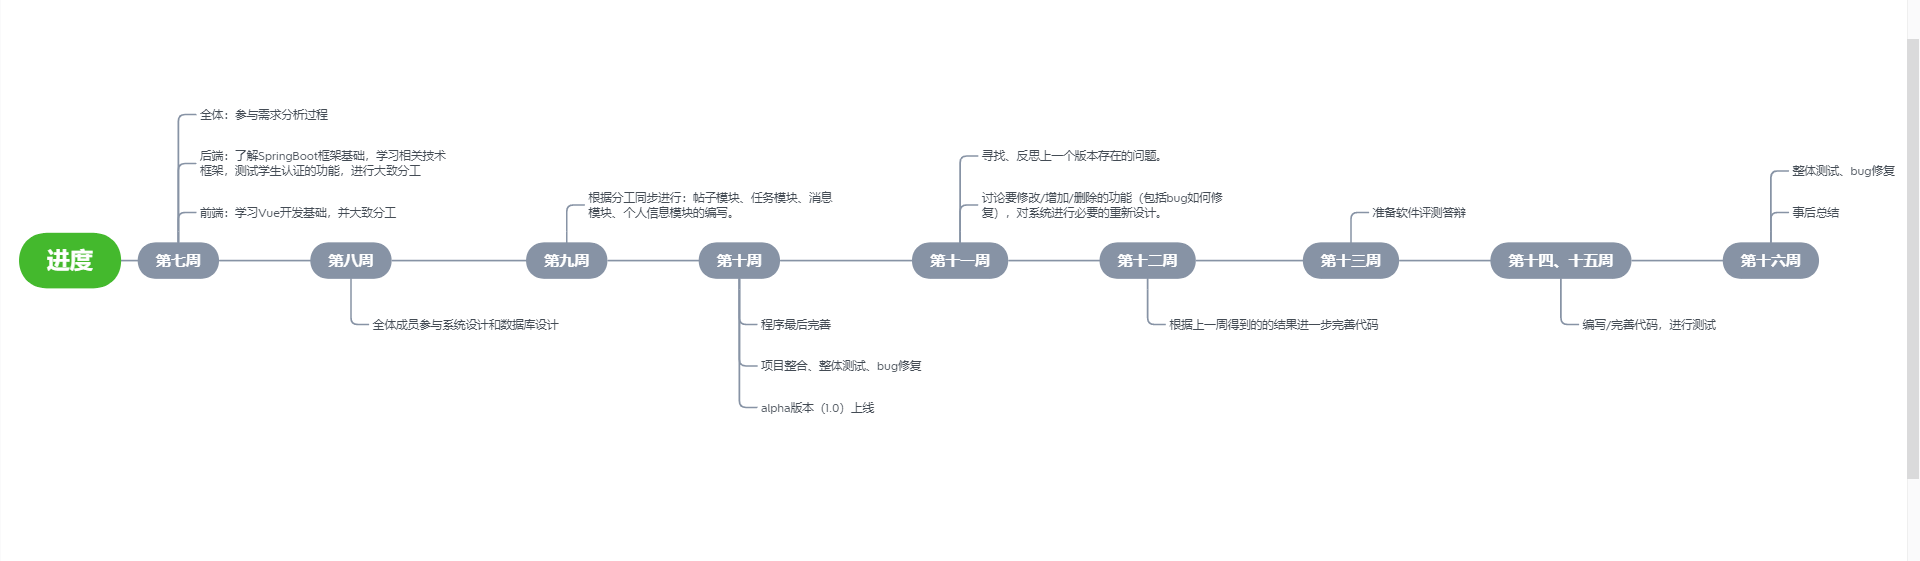 进度
第七周
全体：参与需求分析过程
后端：了解SpringBoot框架基础，学习相关技术
框架，测试学生认证的功能，进行大致分工
前端：学习Vue开发基础，并大致分工
第八周
全体成员参与系统设计和数据库设计
第九周
根据分工同步进行：帖子模块、任务模块、消息
模块、个人信息模块的编写。
第十周
程序最后完善
项目整合、整体测试、bug修复
alpha版本（1.0）上线
第十一周
寻找、反思上一个版本存在的问题。
讨论要修改/增加/删除的功能（包括bug如何修
复），对系统进行必要的重新设计。
第十二周
根据上一周得到的的结果进一步完善代码
第十三周
准备软件评测答辩
第十四、十五周
编写/完善代码，进行测试
第十六周
整体测试、bug修复
事后总结